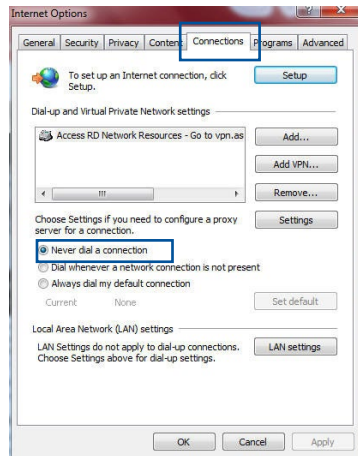 Internet Options
General Security Privacy Content Connections Programs Advanced
To set up an Internet connection, click
Setup.
Setup
Dial-up and Virtual Private Network settings
Access RD Network Resources - Go to vpn.as
Add...
Add VPN...
Remove...
Choose Settings if you need to configure a proxy
server for a connection.
Settings
Never dial a connection
Dial whenever a network connection is not present
Always dial my default connection
Current None
Set default
Local Area Network (LAN) settings
LAN Settings do not apply to dial-up connections.
Choose Settings above for dial-up settings.
LAN settings
OK Cancel Apply